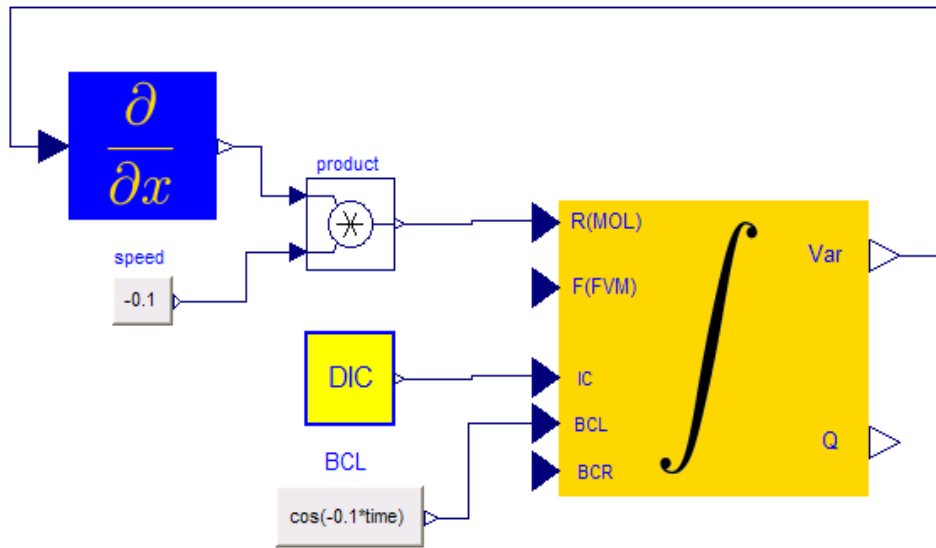 ∂
∂x
product
speed
-0.1
R(MOL)
F(FVM)
∫
Var
DIC
IC
BCL
BCR
Q
BCL
cos(-0.1*time)